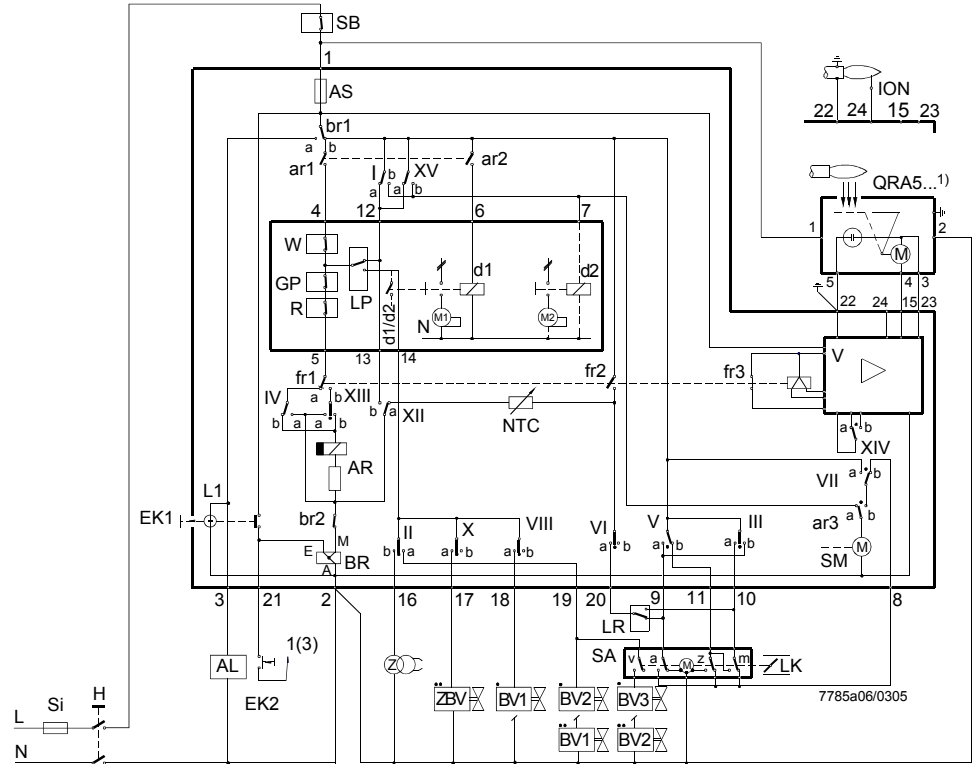 SB
1
AS
ION
22 24 15 23
br1
a b
ar1
ar2
I
XV
a b
a b
QRA5...1)
1 2
M
5 4 3
4 12 6 7
W
GP
R
LP
d1/d2
d1
d2
N
M1
M2
22 24 15 23
V
5 13 14
fr1
fr2
fr3
a b
IV
XIII
b a a b
b a
XII
NTC
a b
XIV
AR
VII
a b
L1
EK1
br2
M
E
A
BR
II
X
VIII
VI
V
III
b a
a b
a b
a b
a b
a b
ar3
a b
M
SM
3 21 2 16 17 18 19 20 9 11 10 8
LR
AL
1(3)
EK2
Z
SA
v a M z m
LK
ZBV
BV1
BV2
BV3
BV1
BV2
7785a06/0305
L
Si
H
N